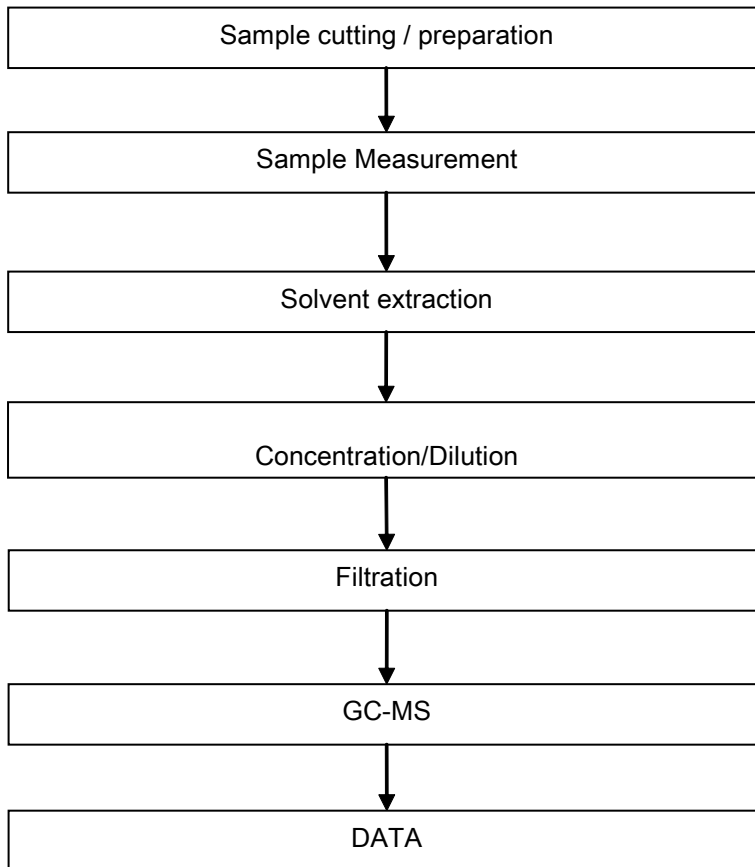 Sample cutting / preparation
Sample Measurement
Solvent extraction
Concentration/Dilution
Filtration
GC-MS
DATA